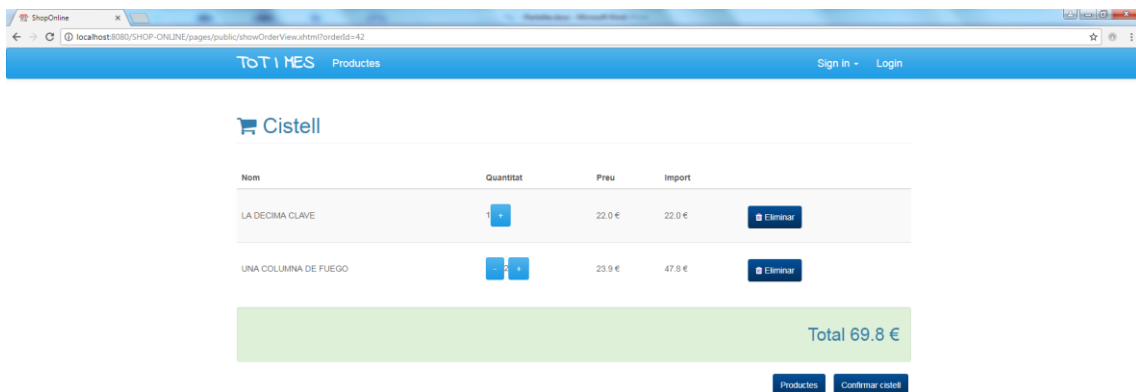 ShopOnline
localhost:8080/SHOP-ONLINE/pages/public/showOrderView.xhtml?orderId=42
TOT I MES Productes Sign in Login
Cistell
Nom Quantitat Preu Import
LA DECIMA CLAVE 1 + 22.0 € 22.0 € Eliminar
UNA COLUMNA DE FUEGO - 2 + 23.9 € 47.8 € Eliminar
Total 69.8 €
Productes Confirmar cistell